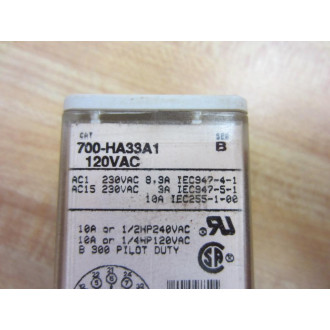 CAT SER
700-HA33A1 B
120VAC
AC1 230VAC 8.3A IEC947-4-1
AC15 230VAC 3A IEC947-5-1
10A IEC255-1-00
10A or 1/2HP240VAC
10A or 1/4HP120VAC
B 300 PILOT DUTY